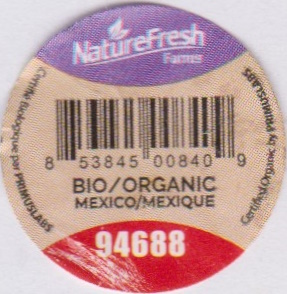 NatureFresh
Farms
Certifié Biologique par PRIMUSLABS
Certified Organic by PRIMUSLABS
8 53845 00840 9
BIO/ORGANIC
MEXICO/MEXIQUE
94688